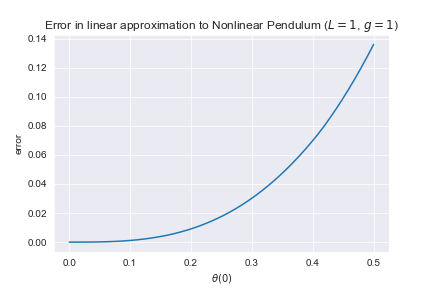 Error in linear approximation to Nonlinear Pendulum (L = 1, g = 1)
0.14
0.12
0.10
0.08
0.06
0.04
0.02
0.00
error
0.0 0.1 0.2 0.3 0.4 0.5
θ(0)